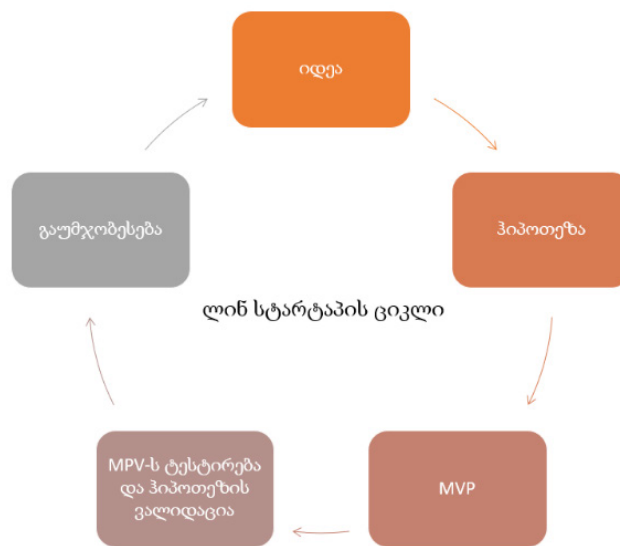 იდეა
ჰიპოთეზა
MVP
MPV-ს ტესტირება
და ჰიპოთეზის
ვალიდაცია
გაუმჯობესება
ლინ სტარტაპის ციკლი